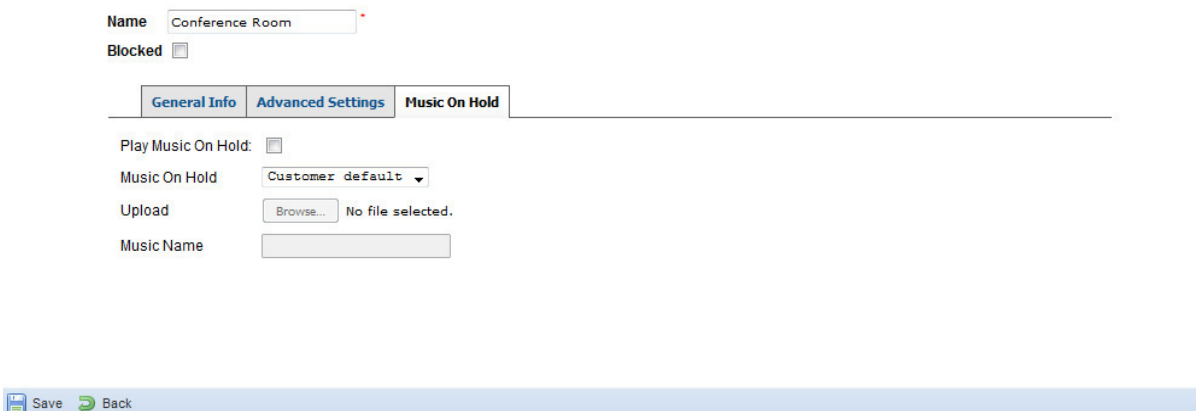 Name Conference Room *
Blocked
General Info Advanced Settings Music On Hold
Play Music On Hold:
Music On Hold Customer default
Upload Browse... No file selected.
Music Name
Save Back